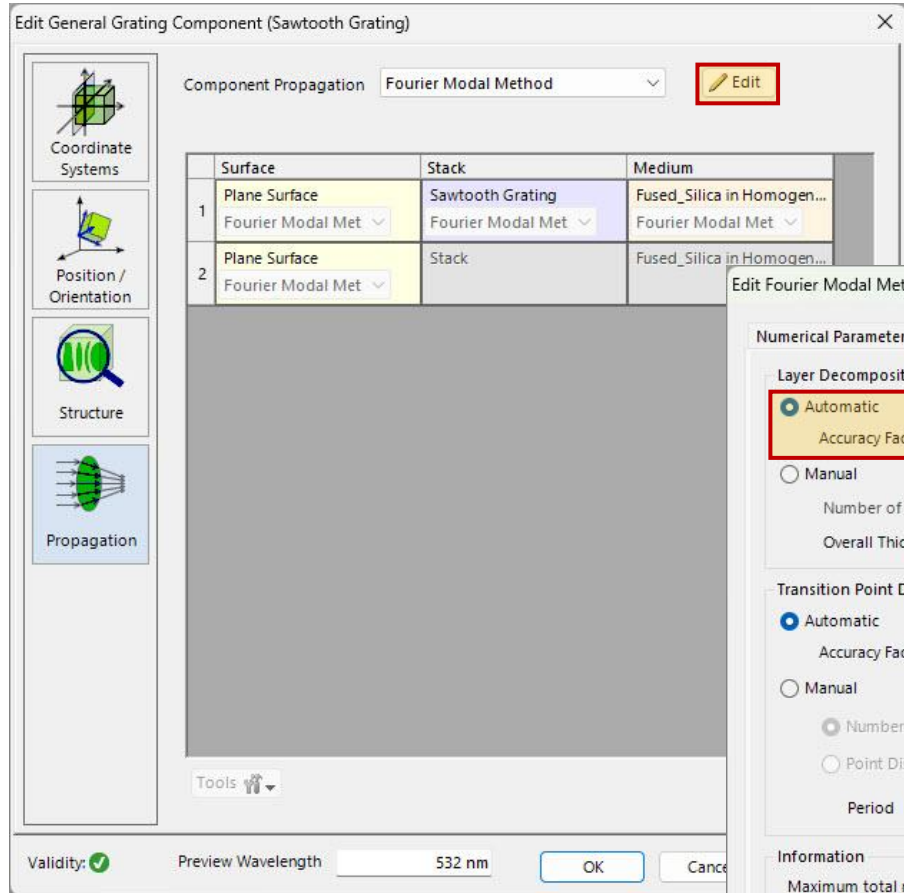 Edit General Grating Component (Sawtooth Grating)
Coordinate
Systems
Position /
Orientation
Structure
Propagation
Component Propagation Fourier Modal Method Edit
Surface Stack Medium
1 Plane Surface Sawtooth Grating Fused_Silica in Homogen...
Fourier Modal Met Fourier Modal Met Fourier Modal Met
2 Plane Surface Stack Fused_Silica in Homogen...
Fourier Modal Met
Tools
Validity: Preview Wavelength 532 nm OK Cance
Edit Fourier Modal Met
Numerical Parameter
Layer Decomposit
Automatic
Accuracy Fac
Manual
Number of
Overall Thic
Transition Point D
Automatic
Accuracy Fac
Manual
Number
Point Di
Period
Information
Maximum total